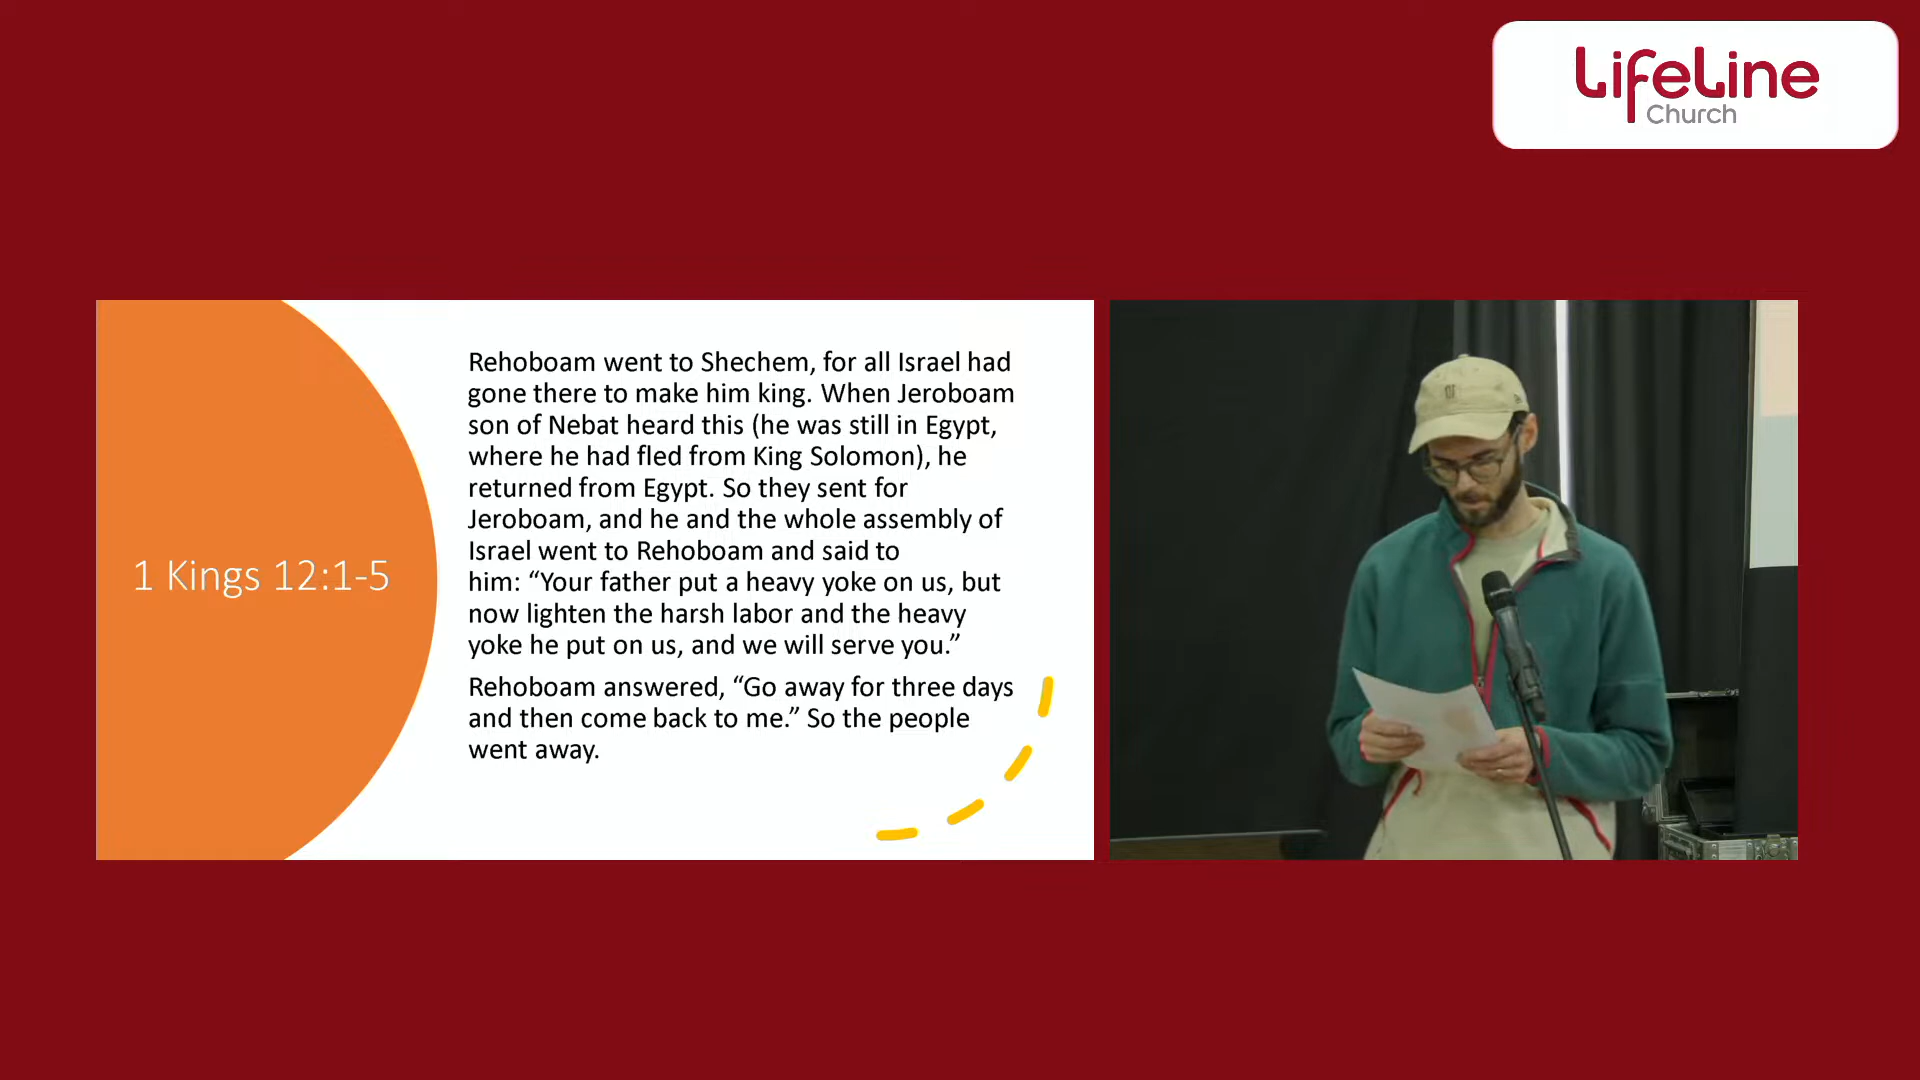 LifeLine
Church
1 Kings 12:1-5
Rehoboam went to Shechem, for all Israel had
gone there to make him king. When Jeroboam
son of Nebat heard this (he was still in Egypt,
where he had fled from King Solomon), he
returned from Egypt. So they sent for
Jeroboam, and he and the whole assembly of
Israel went to Rehoboam and said to
him: “Your father put a heavy yoke on us, but
now lighten the harsh labor and the heavy
yoke he put on us, and we will serve you.”
Rehoboam answered, “Go away for three days
and then come back to me.” So the people
went away.